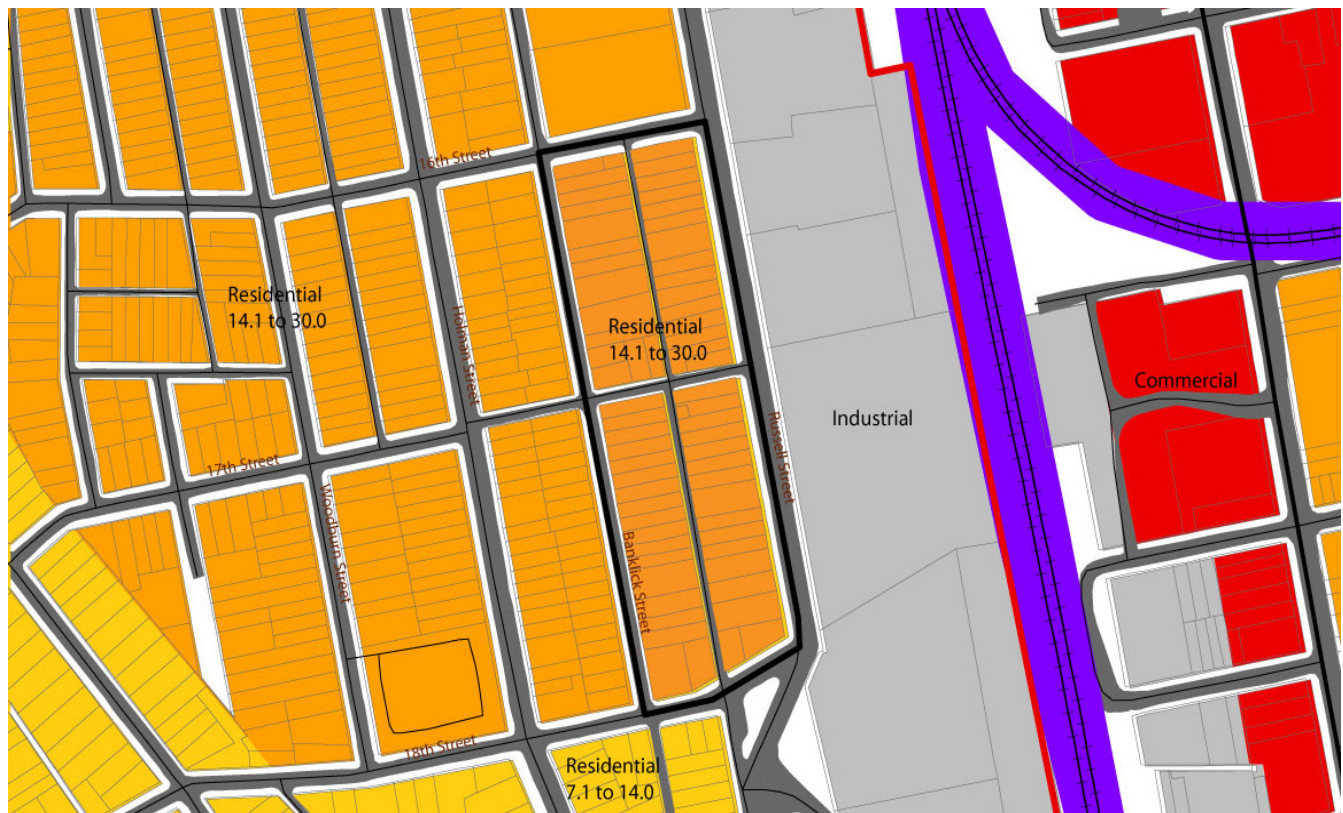 16th Street
Residential
14.1 to 30.0
Holman Street
Residential
14.1 to 30.0
Commercial
Industrial
Russell Street
17th Street
Woodburn Street
Banklick Street
18th Street
Residential
7.1 to 14.0